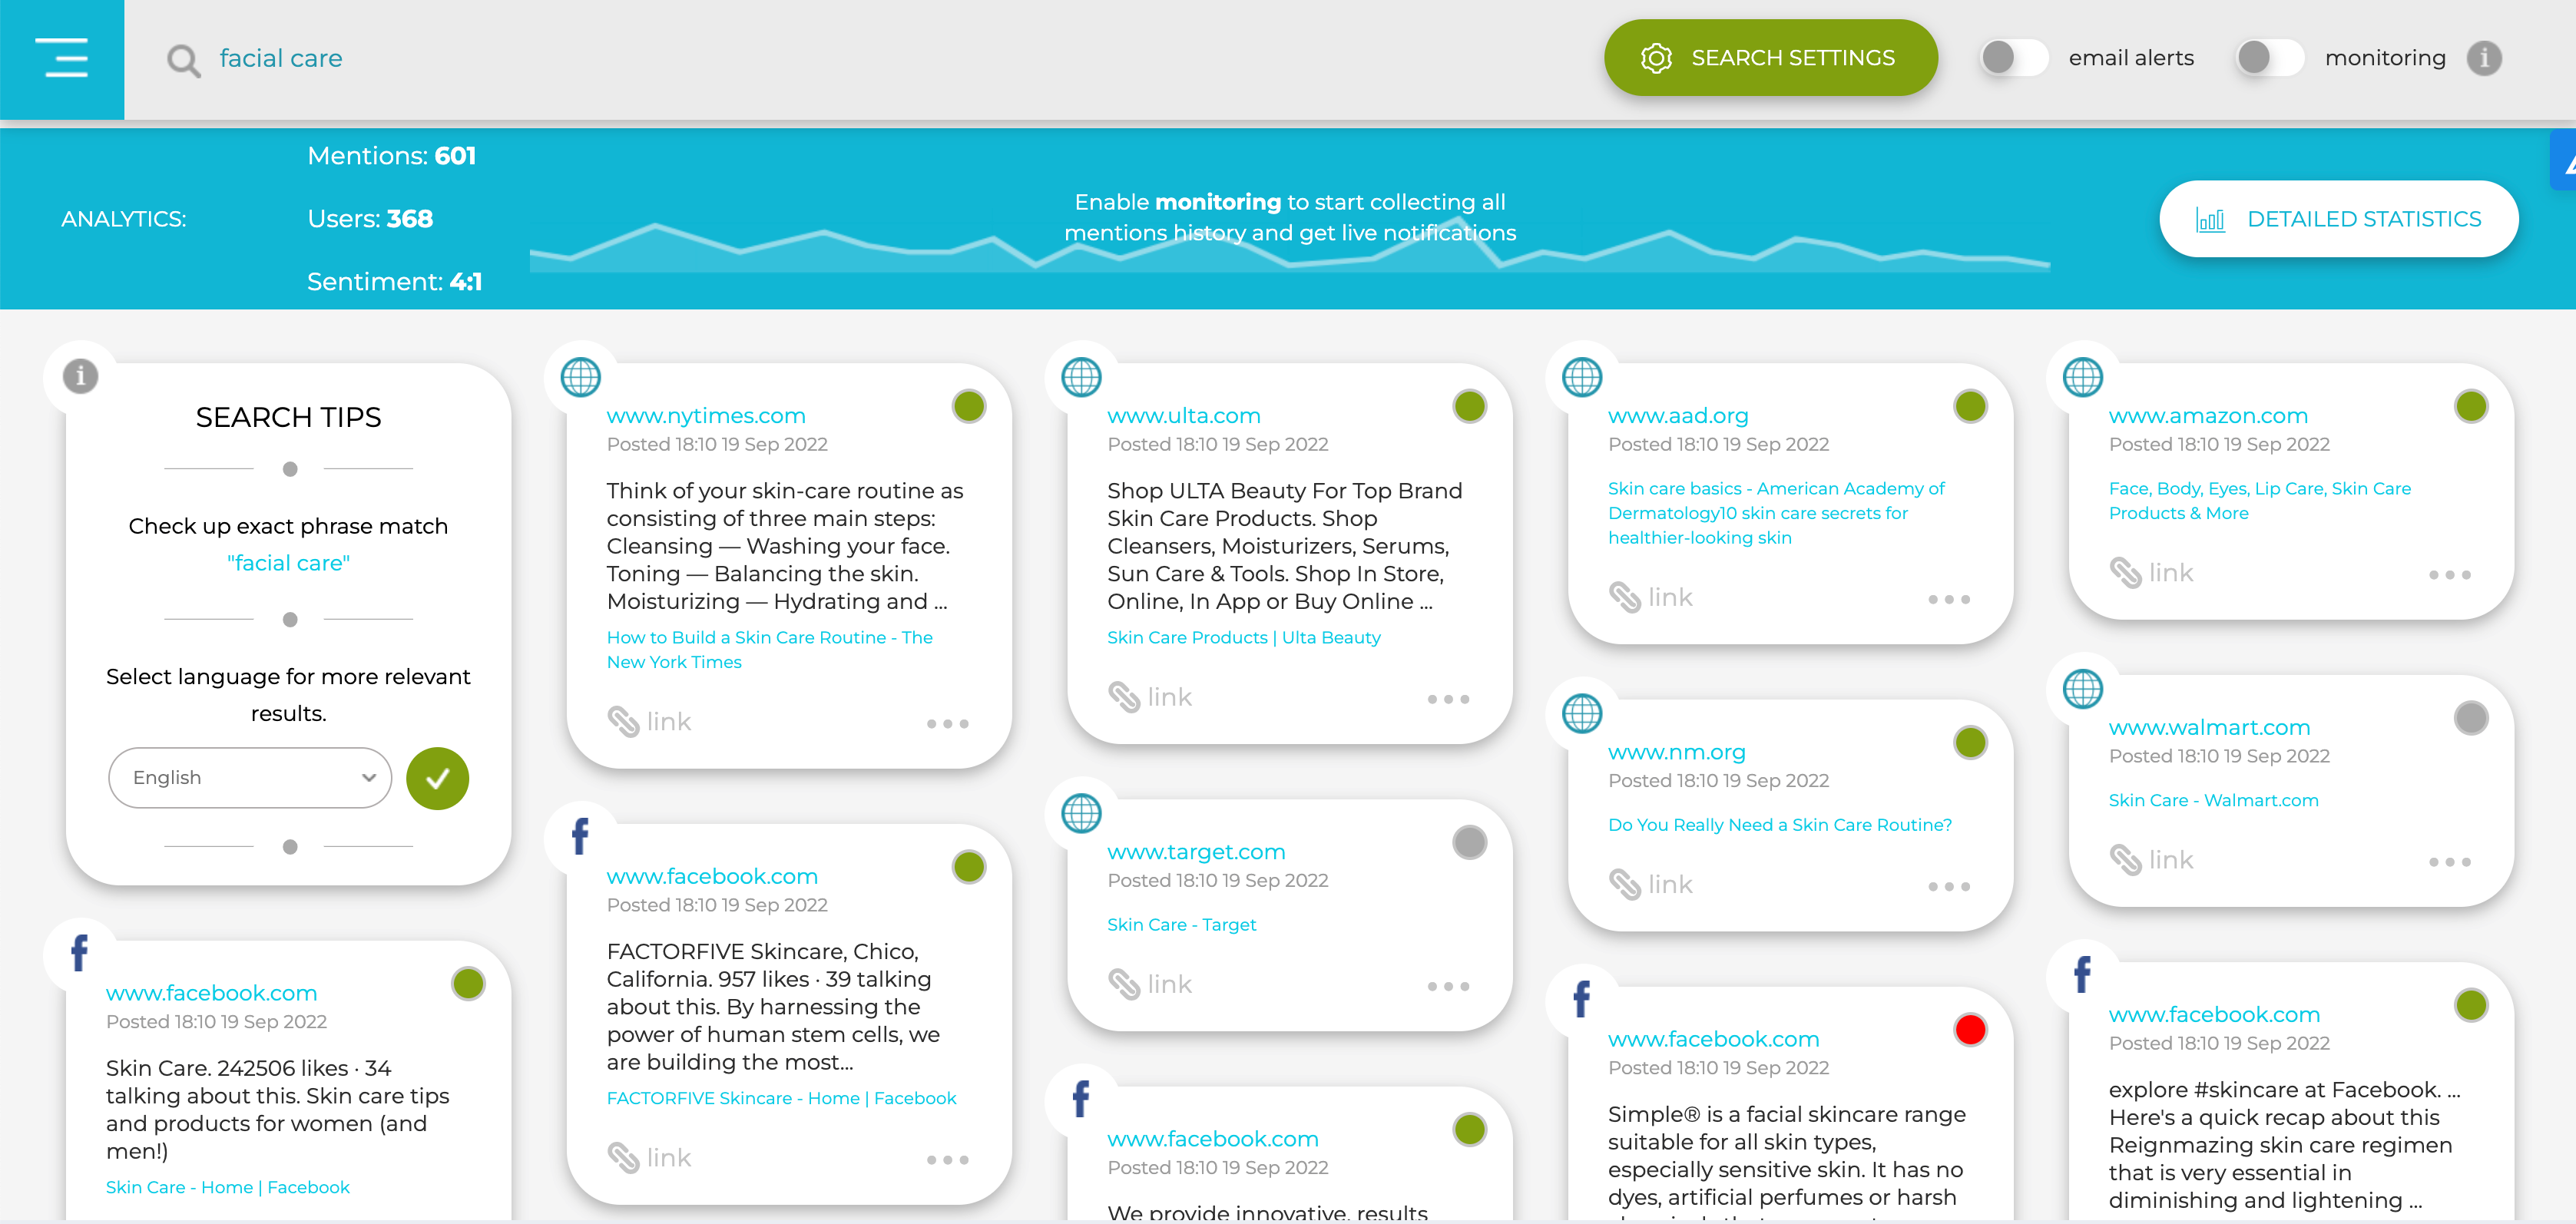 facial care
SEARCH SETTINGS
email alerts
monitoring
ANALYTICS:
Mentions: 601
Users: 368
Sentiment: 4:1
Enable monitoring to start collecting all
mentions history and get live notifications
DETAILED STATISTICS
SEARCH TIPS
Check up exact phrase match
"facial care"
Select language for more relevant
results.
English
www.facebook.com
Posted 18:10 19 Sep 2022
Skin Care. 242506 likes · 34
talking about this. Skin care tips
and products for women (and
men!)
Skin Care - Home | Facebook
www.nytimes.com
Posted 18:10 19 Sep 2022
Think of your skin-care routine as
consisting of three main steps:
Cleansing — Washing your face.
Toning — Balancing the skin.
Moisturizing — Hydrating and ...
How to Build a Skin Care Routine - The
New York Times
link
www.facebook.com
Posted 18:10 19 Sep 2022
FACTORFIVE Skincare, Chico,
California. 957 likes · 39 talking
about this. By harnessing the
power of human stem cells, we
are building the most...
FACTORFIVE Skincare - Home | Facebook
link
www.ulta.com
Posted 18:10 19 Sep 2022
Shop ULTA Beauty For Top Brand
Skin Care Products. Shop
Cleansers, Moisturizers, Serums,
Sun Care & Tools. Shop In Store,
Online, In App or Buy Online ...
Skin Care Products | Ulta Beauty
link
www.target.com
Posted 18:10 19 Sep 2022
Skin Care - Target
link
www.facebook.com
Posted 18:10 19 Sep 2022
We provide innovative, results
www.aad.org
Posted 18:10 19 Sep 2022
Skin care basics - American Academy of
Dermatology10 skin care secrets for
healthier-looking skin
link
www.nm.org
Posted 18:10 19 Sep 2022
Do You Really Need a Skin Care Routine?
link
www.facebook.com
Posted 18:10 19 Sep 2022
Simple® is a facial skincare range
suitable for all skin types,
especially sensitive skin. It has no
dyes, artificial perfumes or harsh
www.amazon.com
Posted 18:10 19 Sep 2022
Face, Body, Eyes, Lip Care, Skin Care
Products & More
link
www.walmart.com
Posted 18:10 19 Sep 2022
Skin Care - Walmart.com
link
www.facebook.com
Posted 18:10 19 Sep 2022
explore #skincare at Facebook. ...
Here's a quick recap about this
Reignmazing skin care regimen
that is very essential in
diminishing and lightening ...